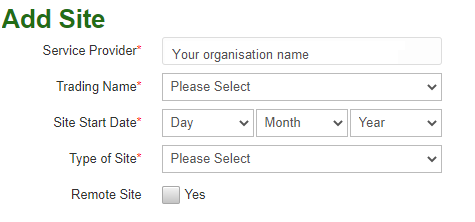 Add Site
Service Provider* Your organisation name
Trading Name* Please Select
Site Start Date* Day Month Year
Type of Site* Please Select
Remote Site Yes